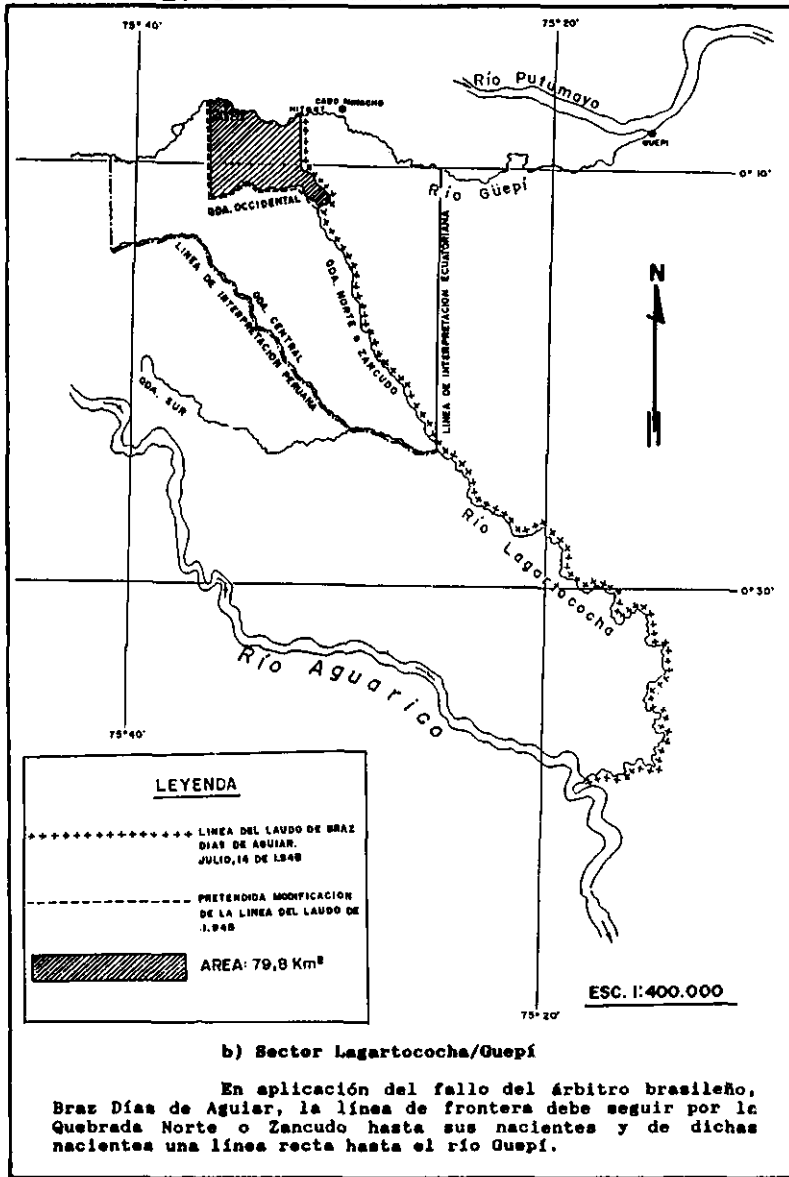 75° 40'
75° 20'
Río Putumayo
CABO PANACHO
HITO
GUEPI
Río Güepí
0° 10'
QDA. OCCIDENTAL
N
LINEA DE INTERPRETACION PERUANA
QDA. CENTRAL
QDA. NORTE o ZANCUDO
LINEA DE INTERPRETACION ECUATORIANA
QDA. SUR
Río Lagartococha
0° 30'
Río Aguarico
75° 40'
LEYENDA
LINEA DEL LAUDO DE BRAZ
DIAS DE AGUIAR.
JULIO, 14 DE 1.945
PRETENDIDA MODIFICACION
DE LA LINEA DEL LAUDO DE
1.945
AREA: 79,8 Km²
ESC. 1:400.000
75° 20'
b) Sector Lagartococha/Guepí
En aplicación del fallo del árbitro brasileño,
Braz Días de Aguiar, la línea de frontera debe seguir por la
Quebrada Norte o Zancudo hasta sus nacientes y de dichas
nacientes una línea recta hasta el río Guepí.